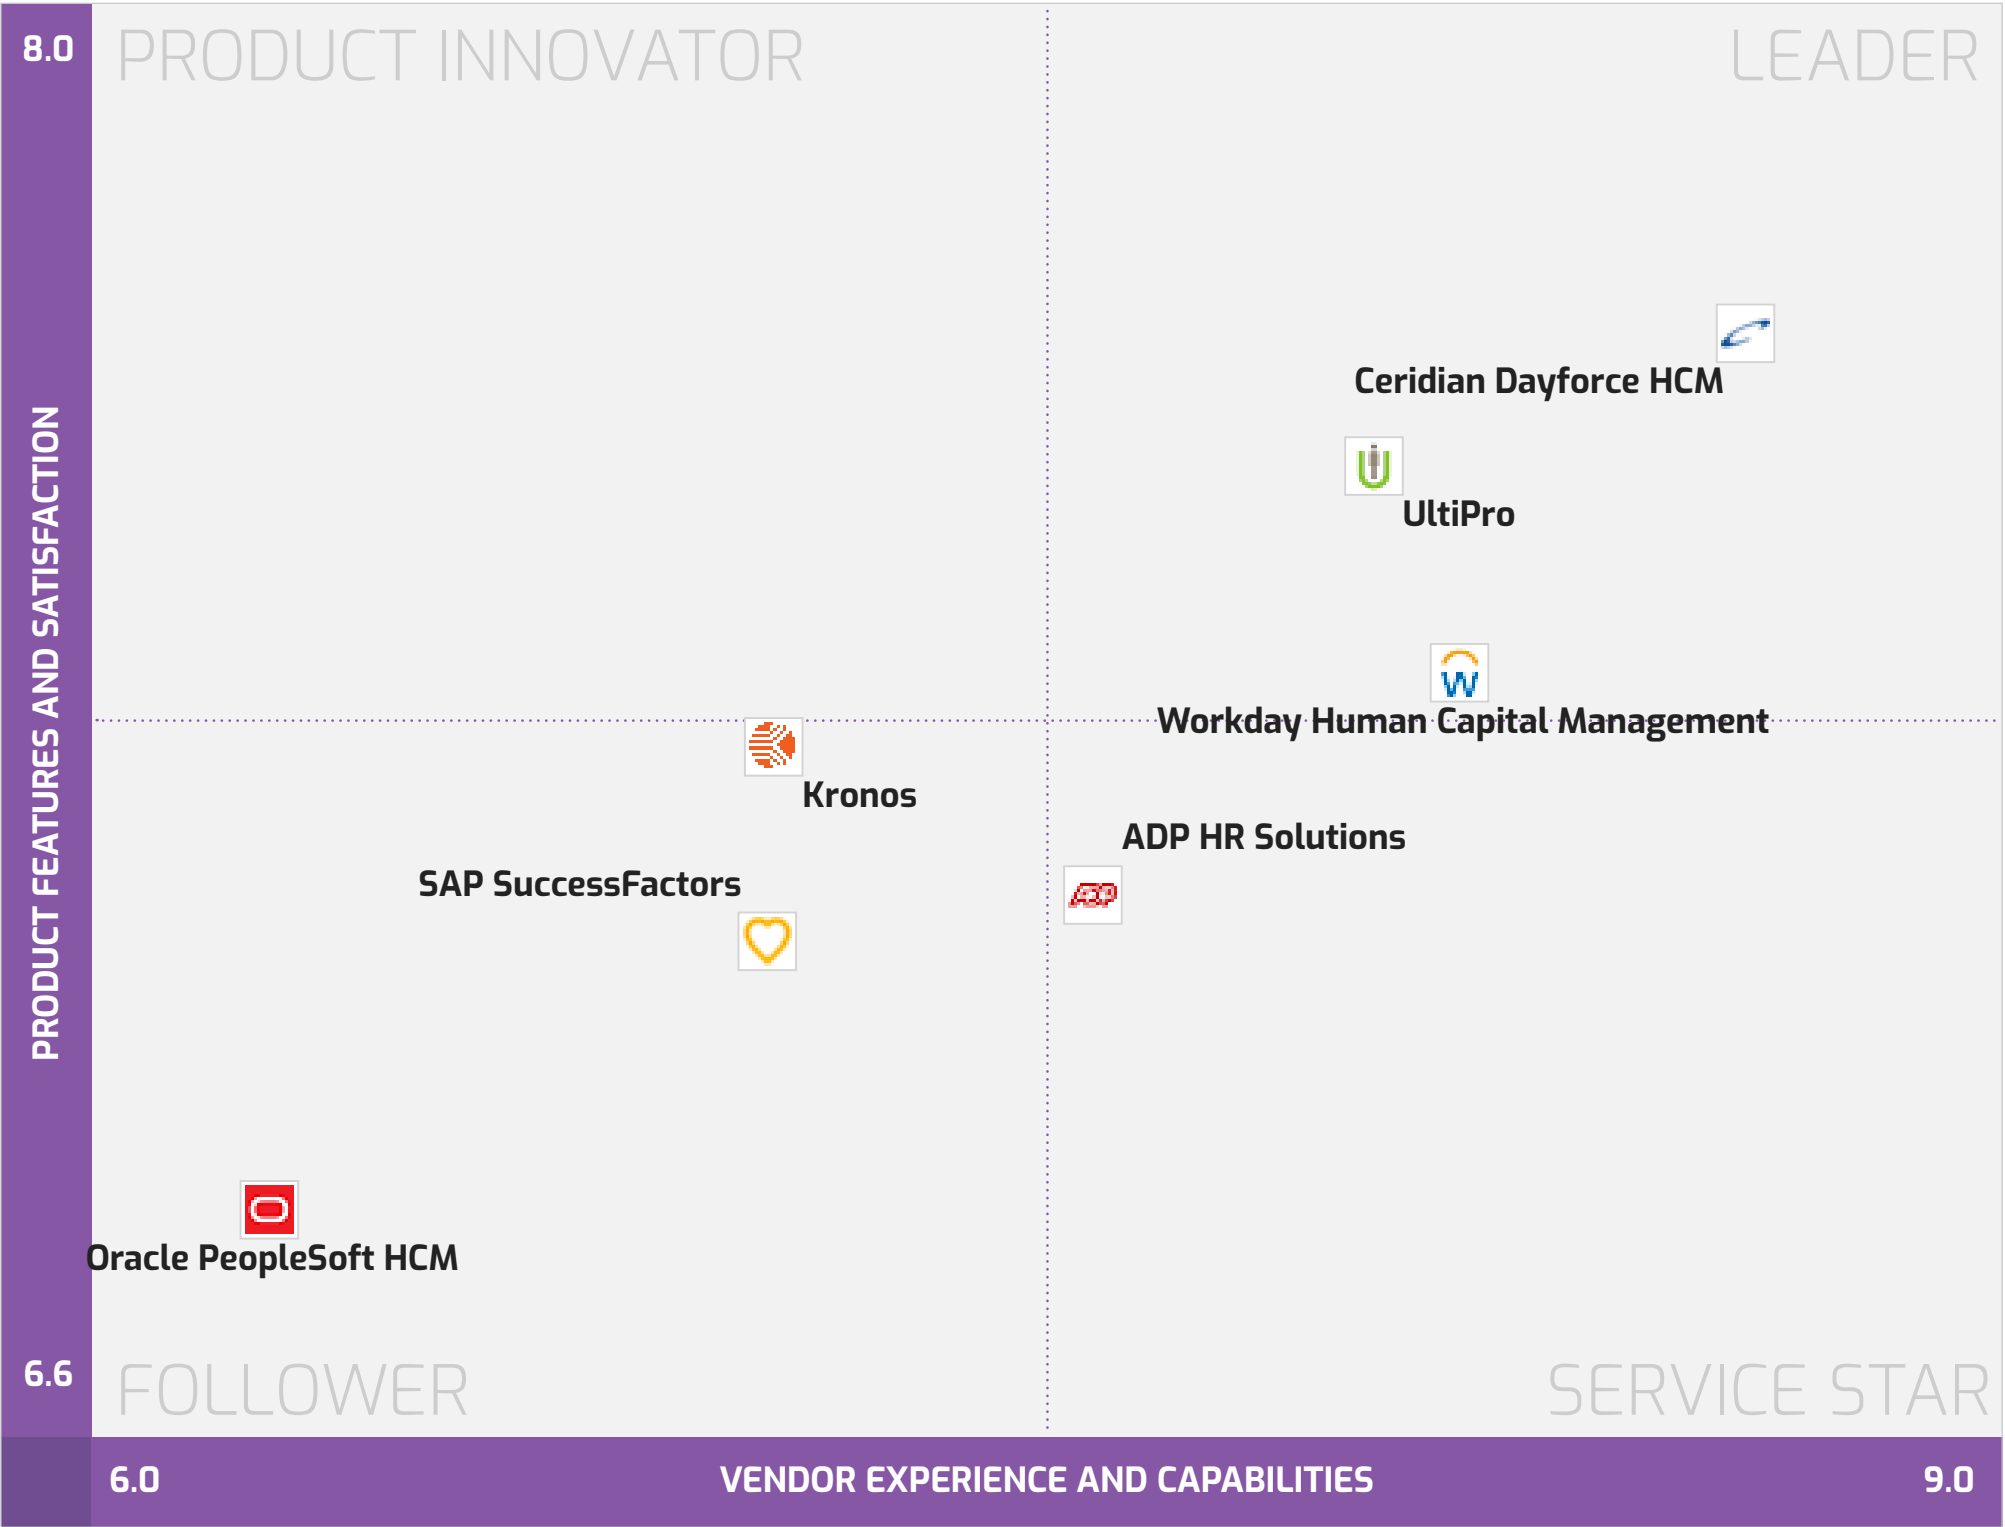 8.0
PRODUCT INNOVATOR
LEADER
Ceridian Dayforce HCM
UltiPro
PRODUCT FEATURES AND SATISFACTION
Workday Human Capital Management
Kronos
ADP HR Solutions
SAP SuccessFactors
Oracle PeopleSoft HCM
6.6
FOLLOWER
SERVICE STAR
6.0
VENDOR EXPERIENCE AND CAPABILITIES
9.0